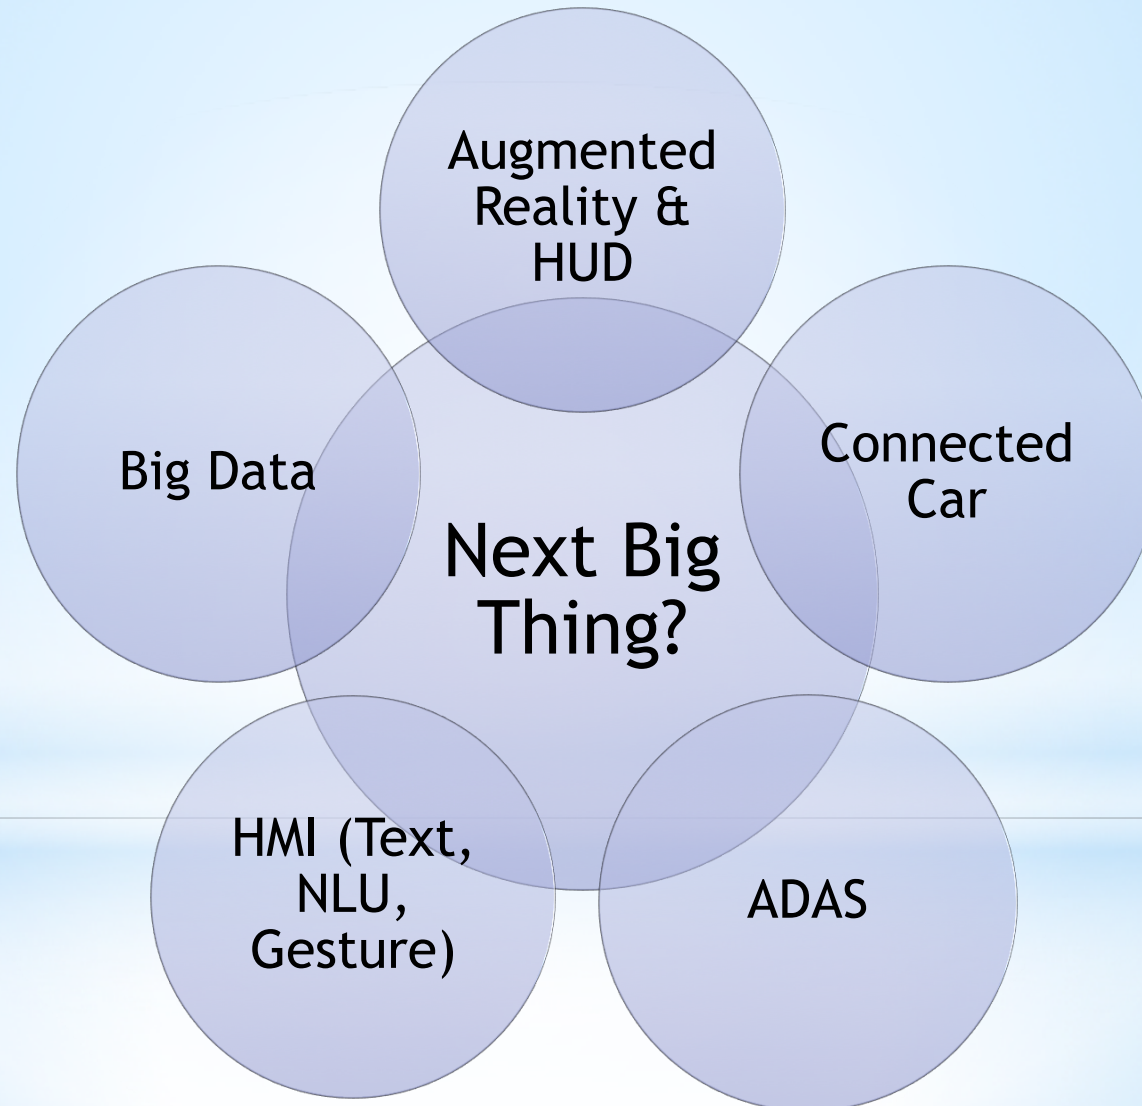 Augmented
Reality &
HUD
Connected
Car
ADAS
HMI (Text,
NLU,
Gesture)
Big Data
Next Big
Thing?